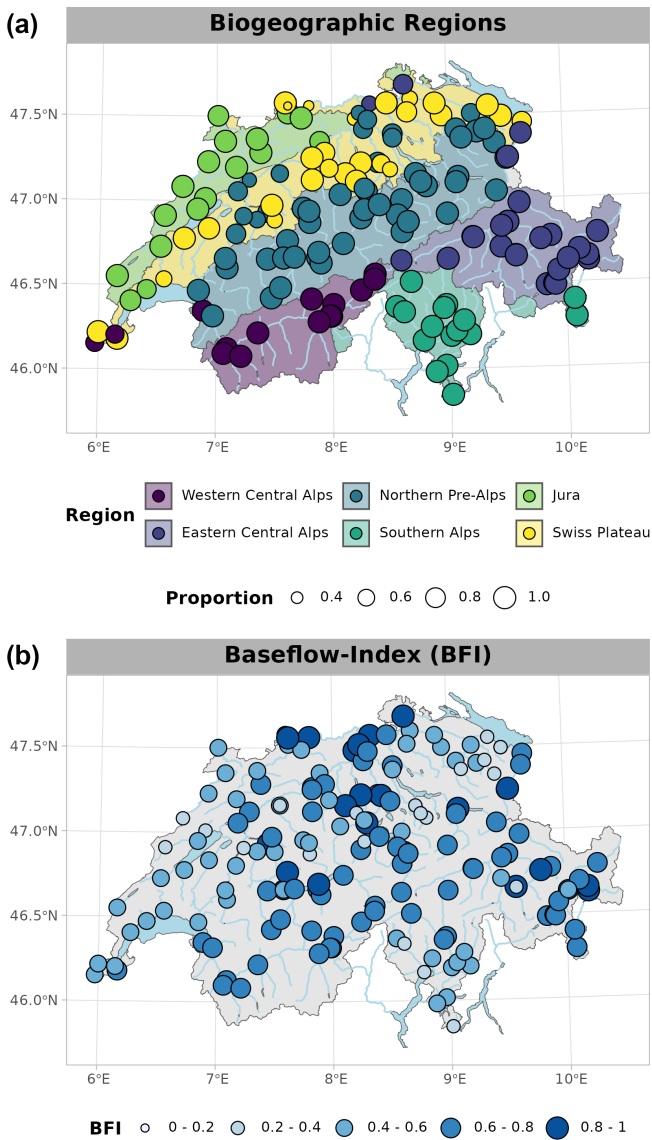 (a)
Biogeographic Regions
47.5°N
47.0°N
46.5°N
46.0°N
6°E 7°E 8°E 9°E 10°E
Region
Western Central Alps Northern Pre-Alps Jura
Eastern Central Alps Southern Alps Swiss Plateau
Proportion 0.4 0.6 0.8 1.0
(b)
Baseflow-Index (BFI)
47.5°N
47.0°N
46.5°N
46.0°N
6°E 7°E 8°E 9°E 10°E
BFI 0 - 0.2 0.2 - 0.4 0.4 - 0.6 0.6 - 0.8 0.8 - 1